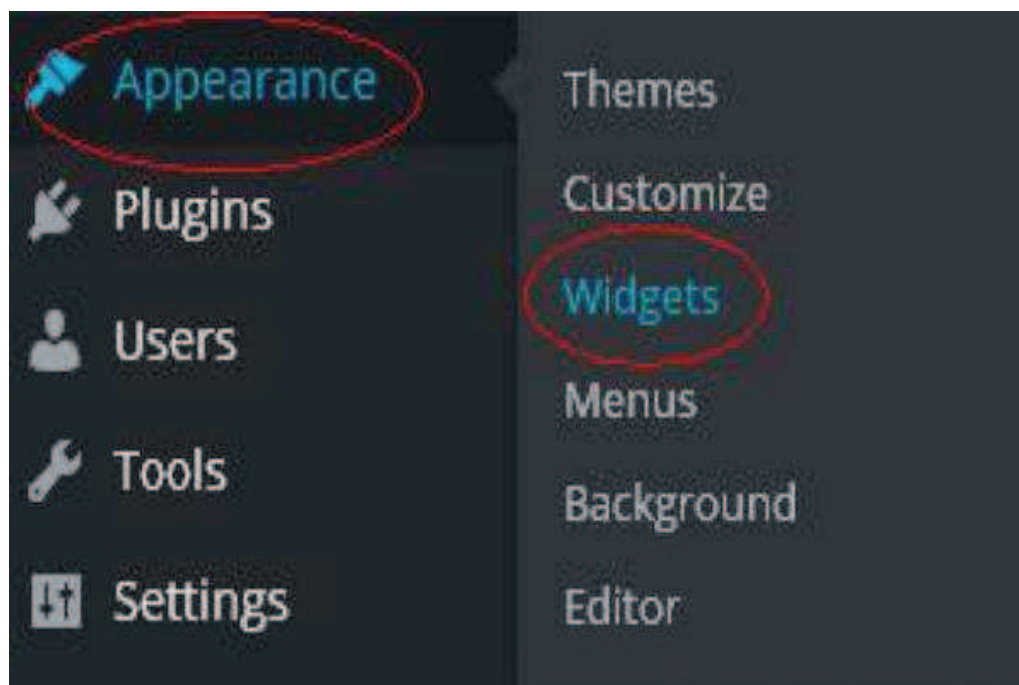 Appearance
Plugins
Users
Tools
Settings
Themes
Customize
Widgets
Menus
Background
Editor